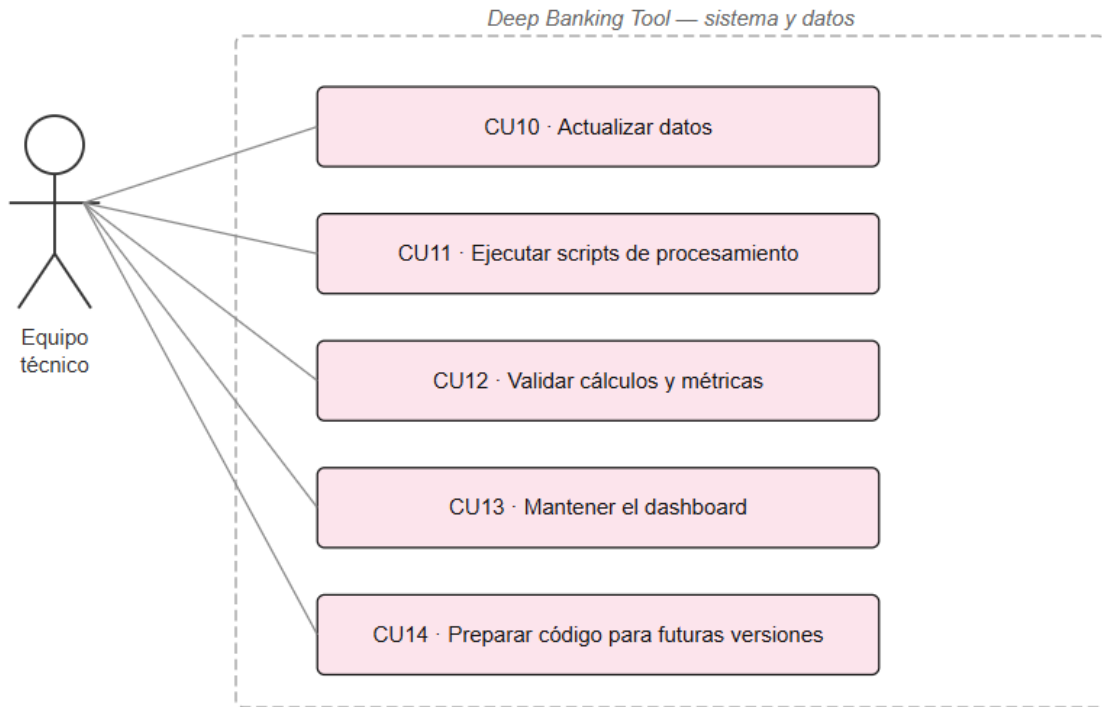 Deep Banking Tool — sistema y datos
CU10 · Actualizar datos
CU11 · Ejecutar scripts de procesamiento
Equipo
técnico
CU12 · Validar cálculos y métricas
CU13 · Mantener el dashboard
CU14 · Preparar código para futuras versiones